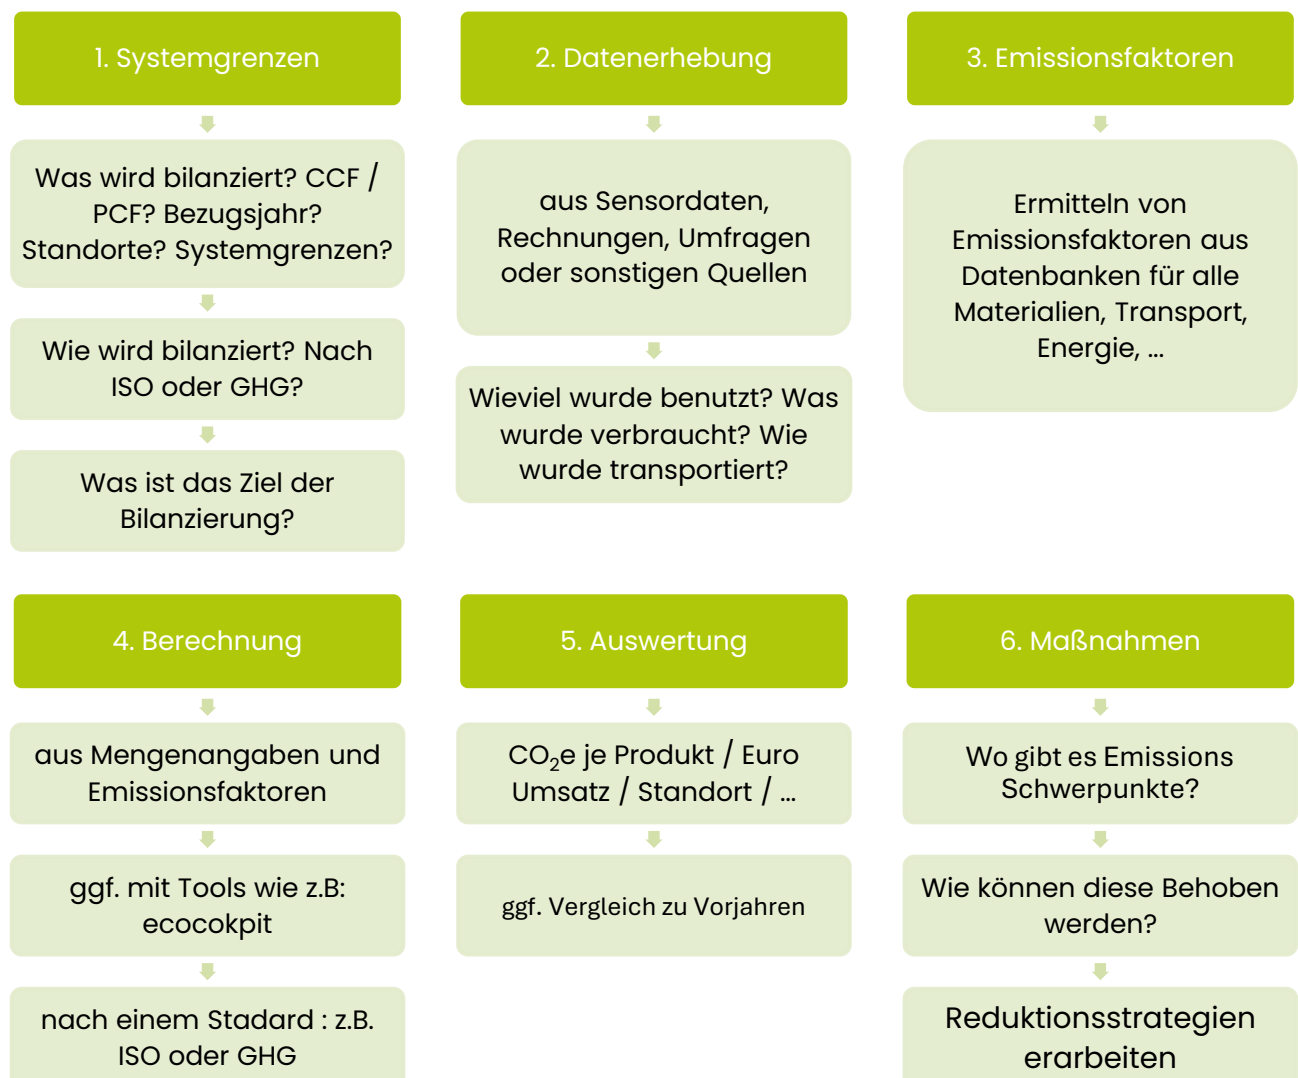 1. Systemgrenzen
Was wird bilanziert? CCF /
PCF? Bezugsjahr?
Standorte? Systemgrenzen?
Wie wird bilanziert? Nach
ISO oder GHG?
Was ist das Ziel der
Bilanzierung?
2. Datenerhebung
aus Sensordaten,
Rechnungen, Umfragen
oder sonstigen Quellen
Wieviel wurde benutzt? Was
wurde verbraucht? Wie
wurde transportiert?
3. Emissionsfaktoren
Ermitteln von
Emissionsfaktoren aus
Datenbanken für alle
Materialien, Transport,
Energie, …
4. Berechnung
aus Mengenangaben und
Emissionsfaktoren
ggf. mit Tools wie z.B:
ecocokpit
nach einem Stadard : z.B.
ISO oder GHG
5. Auswertung
CO₂e je Produkt / Euro
Umsatz / Standort / …
ggf. Vergleich zu Vorjahren
6. Maßnahmen
Wo gibt es Emissions
Schwerpunkte?
Wie können diese Behoben
werden?
Reduktionsstrategien
erarbeiten